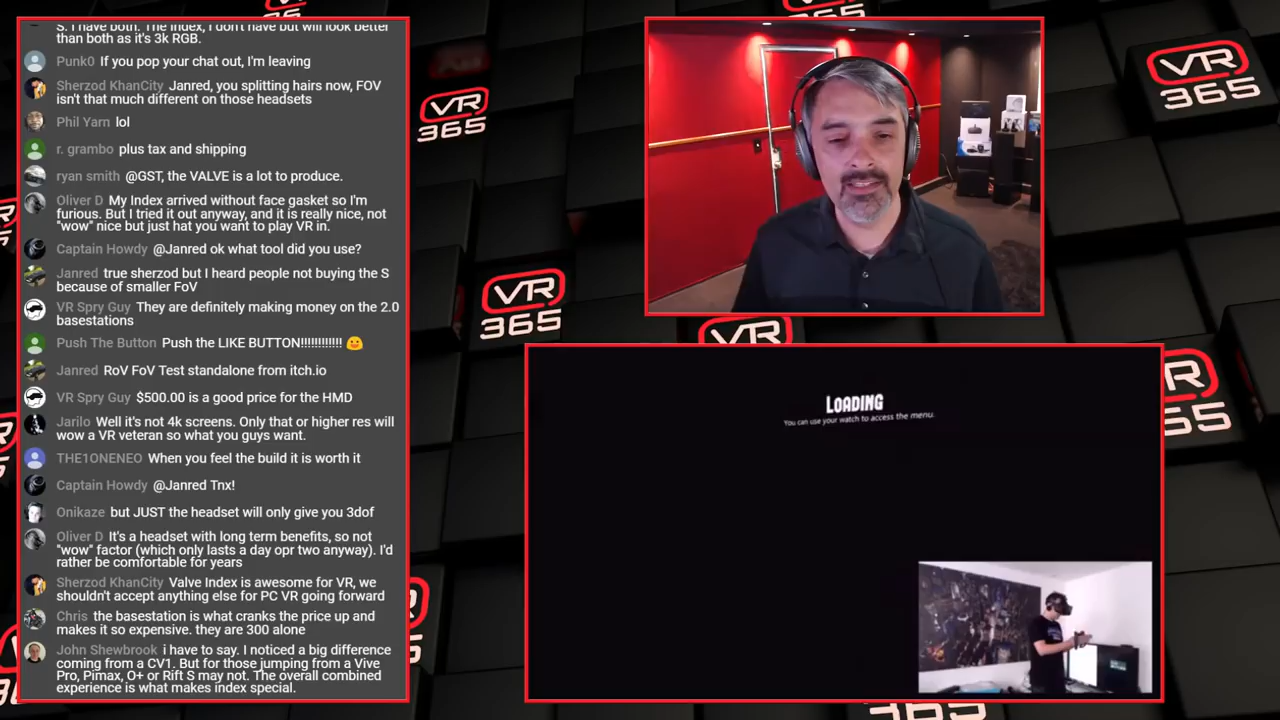 S. I have both. The Index, I don't have but will look better
than both as it's 3k RGB.
Punk0 If you pop your chat out, I'm leaving
Sherzod KhanCity Janred, you splitting hairs now, FOV
isn't that much different on those headsets
Phil Yarn lol
r. grambo plus tax and shipping
ryan smith @GST, the VALVE is a lot to produce.
Oliver D My Index arrived without face gasket so I'm
furious. But I tried it out anyway, and it is really nice, not
"wow" nice but just hat you want to play VR in.
Captain Howdy @Janred ok what tool did you use?
Janred true sherzod but I heard people not buying the S
because of smaller FoV
VR Spry Guy They are definitely making money on the 2.0
basestations
Push The Button Push the LIKE BUTTON!!!!!!!!!!!! 😀
Janred RoV FoV Test standalone from itch.io
VR Spry Guy $500.00 is a good price for the HMD
Jarilo Well it's not 4k screens. Only that or higher res will
wow a VR veteran so what you guys want.
THE1ONENEO When you feel the build it is worth it
Captain Howdy @Janred Tnx!
Onikaze but JUST the headset will only give you 3dof
Oliver D It's a headset with long term benefits, so not
"wow" factor (which only lasts a day opr two anyway). I'd
rather be comfortable for years
Sherzod KhanCity Valve Index is awesome for VR, we
shouldn't accept anything else for PC VR going forward
Chris the basestation is what cranks the price up and
makes it so expensive. they are 300 alone
John Shewbrook i have to say. I noticed a big difference
coming from a CV1. But for those jumping from a Vive
Pro, Pimax, O+ or Rift S may not. The overall combined
experience is what makes index special.
VR
365
VR
365
VR
365
365
VR
LOADING
You can use your watch to access the menu.
365